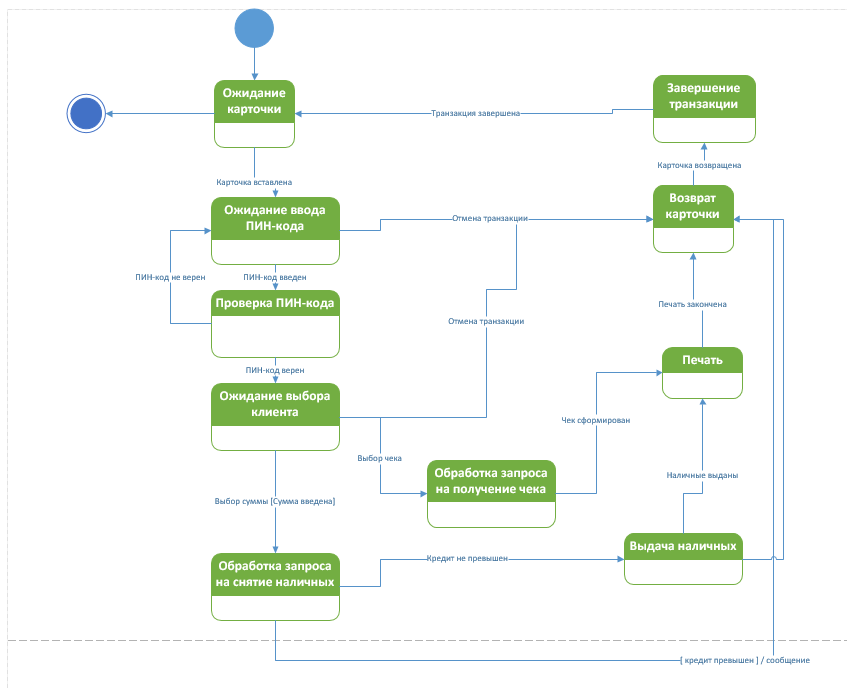 Ожидание
карточки
Завершение
транзакции
Транзакция завершена
Карточка возвращена
Карточка вставлена
Ожидание ввода
ПИН-кода
Возврат
карточки
Отмена транзакции
ПИН-код не верен
ПИН-код введен
Проверка ПИН-кода
Печать закончена
Отмена транзакции
Печать
ПИН-код верен
Ожидание выбора
клиента
Чек сформирован
Выбор чека
Обработка запроса
на получение чека
Наличные выданы
Выбор суммы [Сумма введена]
Выдача наличных
Кредит не превышен
Обработка запроса
на снятие наличных
[ кредит превышен ] / сообщение